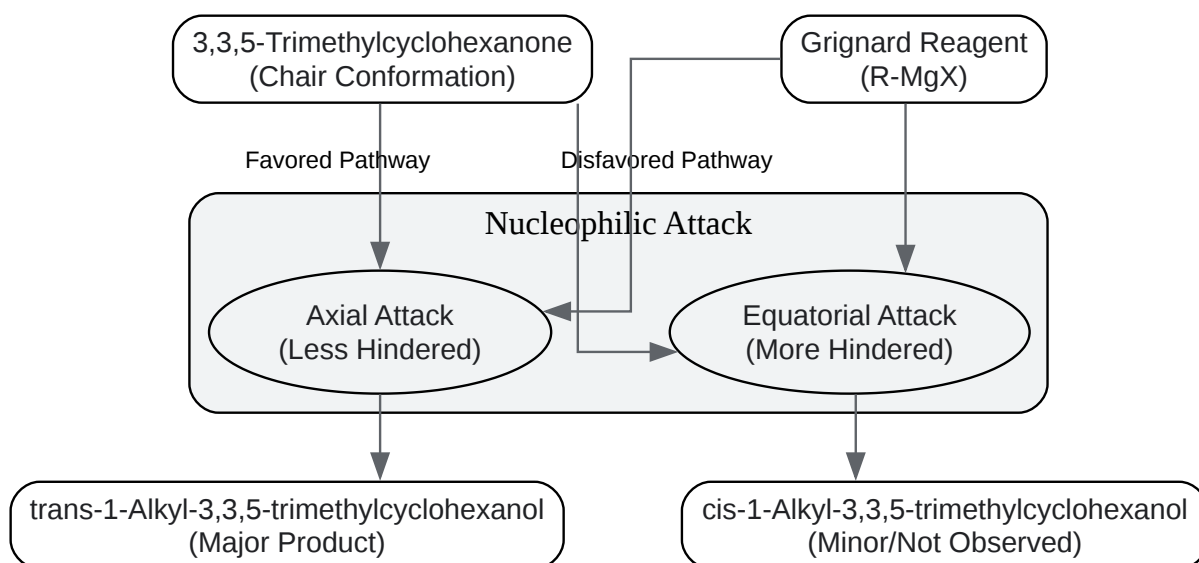 3,3,5-Trimethylcyclohexanone
(Chair Conformation)
Grignard Reagent
(R-MgX)
Favored Pathway
Disfavored Pathway
Nucleophilic Attack
Axial Attack
(Less Hindered)
Equatorial Attack
(More Hindered)
trans-1-Alkyl-3,3,5-trimethylcyclohexanol
(Major Product)
cis-1-Alkyl-3,3,5-trimethylcyclohexanol
(Minor/Not Observed)